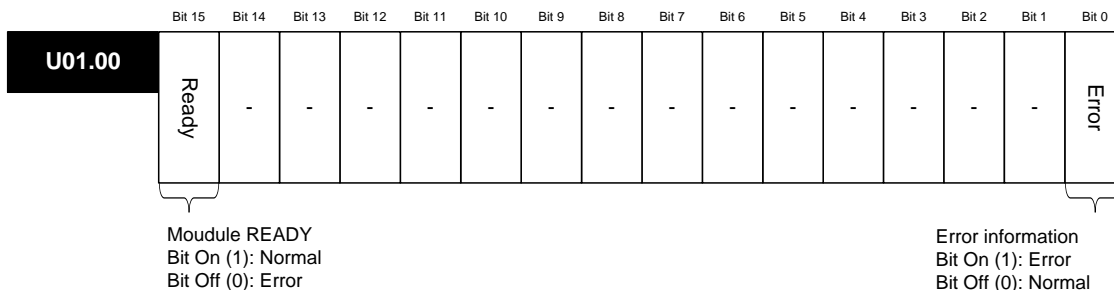 Bit 15 Bit 14 Bit 13 Bit 12 Bit 11 Bit 10 Bit 9 Bit 8 Bit 7 Bit 6 Bit 5 Bit 4 Bit 3 Bit 2 Bit 1 Bit 0
U01.00 Ready - - - - - - - - - - - - - - Error
Moudule READY
Bit On (1): Normal
Bit Off (0): Error
Error information
Bit On (1): Error
Bit Off (0): Normal